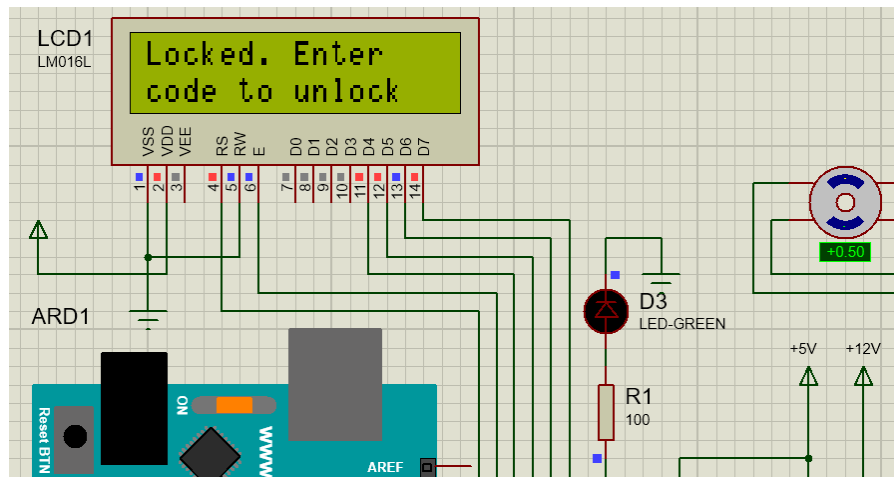 LCD1
LM016L
Locked. Enter
code to unlock
VSS
VDD
VEE
RS
RW
E
D0
D1
D2
D3
D4
D5
D6
D7
1
2
3
4
5
6
7
8
9
10
11
12
13
14
+0.50
D3
LED-GREEN
ARD1
+5V
+12V
R1
100
Reset BTN
ON
WWW
AREF